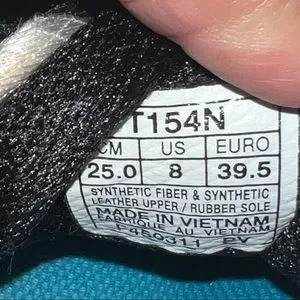 T154N
CM US EURO
25.0 8 39.5
SYNTHETIC FIBER & SYNTHETIC
LEATHER UPPER / RUBBER SOLE
MADE IN VIETNAM
FABRIQUE AU VIETNAM
PV